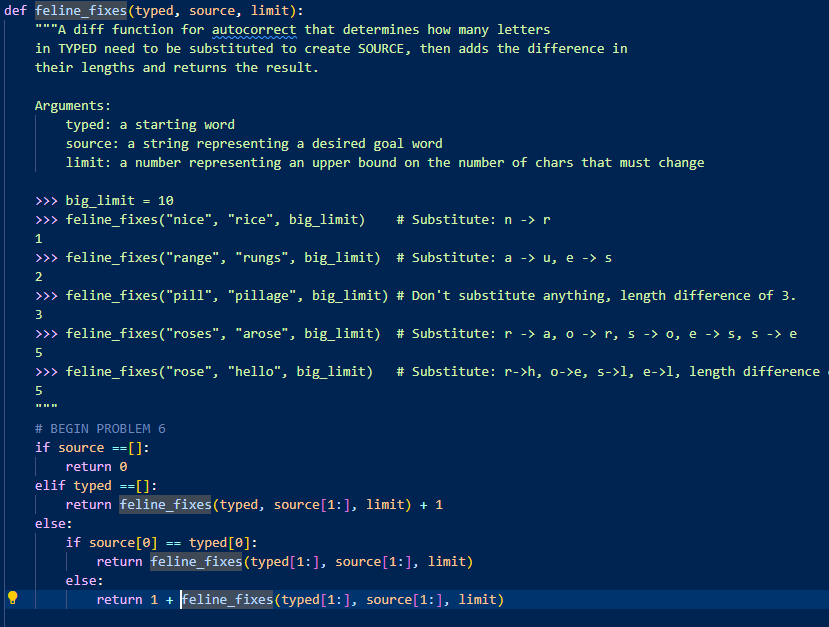 def feline_fixes(typed, source, limit):
    """A diff function for autocorrect that determines how many letters
    in TYPED need to be substituted to create SOURCE, then adds the difference in
    their lengths and returns the result.

    Arguments:
        typed: a starting word
        source: a string representing a desired goal word
        limit: a number representing an upper bound on the number of chars that must change

    >>> big_limit = 10
    >>> feline_fixes("nice", "rice", big_limit)    # Substitute: n -> r
    1
    >>> feline_fixes("range", "rungs", big_limit)  # Substitute: a -> u, e -> s
    2
    >>> feline_fixes("pill", "pillage", big_limit) # Don't substitute anything, length difference of 3.
    3
    >>> feline_fixes("roses", "arose", big_limit)  # Substitute: r -> a, o -> r, s -> o, e -> s, s -> e
    5
    >>> feline_fixes("rose", "hello", big_limit)   # Substitute: r->h, o->e, s->l, e->l, length difference
    5
    """
    # BEGIN PROBLEM 6
    if source ==[]:
        return 0
    elif typed ==[]:
        return feline_fixes(typed, source[1:], limit) + 1
    else:
        if source[0] == typed[0]:
            return feline_fixes(typed[1:], source[1:], limit)
        else:
            return 1 + feline_fixes(typed[1:], source[1:], limit)